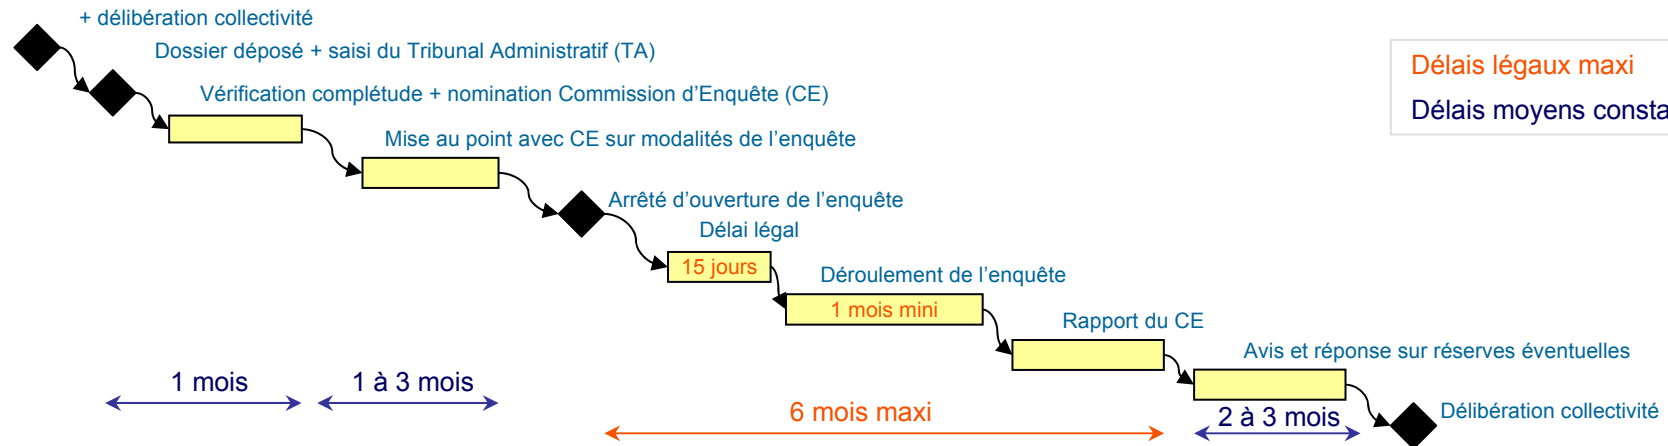 + délibération collectivité
Dossier déposé + saisi du Tribunal Administratif (TA)
Vérification complétude + nomination Commission d'Enquête (CE)
Mise au point avec CE sur modalités de l'enquête
Arrêté d'ouverture de l'enquête
Délai légal
15 jours
Déroulement de l'enquête
1 mois mini
Rapport du CE
Avis et réponse sur réserves éventuelles
Délibération collectivité
1 mois
1 à 3 mois
6 mois maxi
2 à 3 mois
Délais légaux maxi
Délais moyens consta